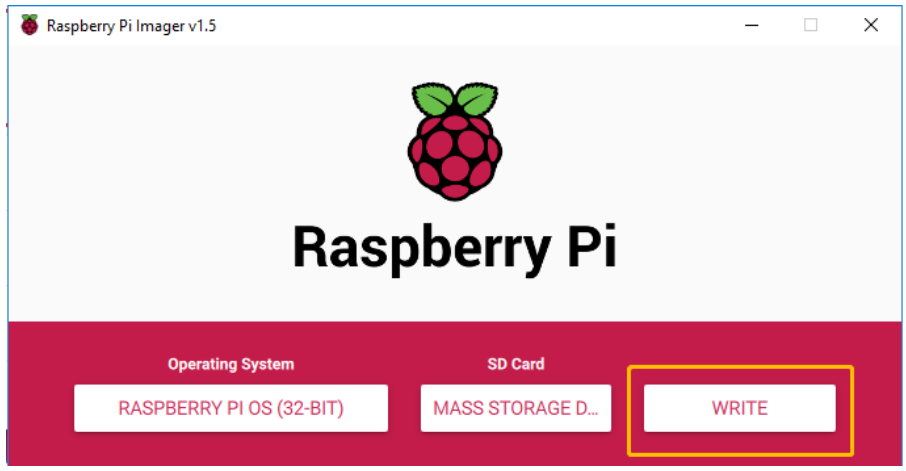 Raspberry Pi Imager v1.5
Raspberry Pi
Operating System
SD Card
RASPBERRY PI OS (32-BIT)
MASS STORAGE D...
WRITE